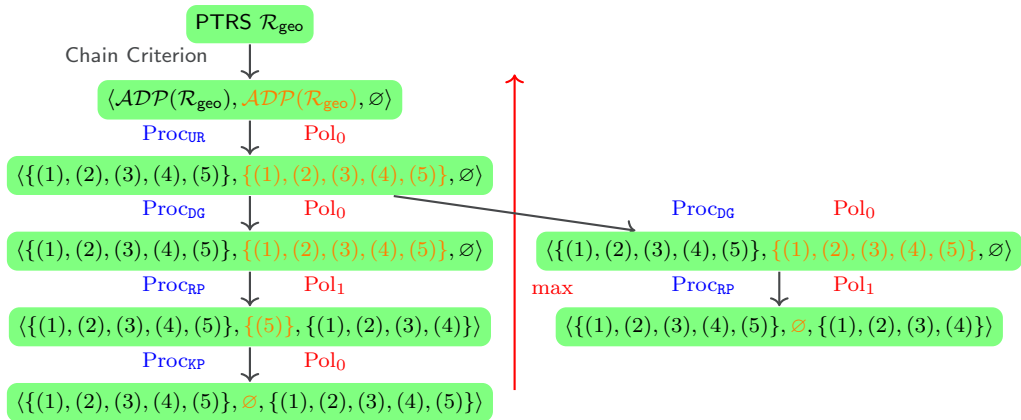 PTRS R_geo
Chain Criterion
⟨ADP(R_geo), ADP(R_geo), ∅⟩
Proc_UR Pol_0
⟨{(1), (2), (3), (4), (5)}, {(1), (2), (3), (4), (5)}, ∅⟩
Proc_DG Pol_0
Proc_DG Pol_0
⟨{(1), (2), (3), (4), (5)}, {(1), (2), (3), (4), (5)}, ∅⟩
⟨{(1), (2), (3), (4), (5)}, {(1), (2), (3), (4), (5)}, ∅⟩
Proc_RP Pol_1
max
Proc_RP Pol_1
⟨{(1), (2), (3), (4), (5)}, {(5)}, {(1), (2), (3), (4)}⟩
⟨{(1), (2), (3), (4), (5)}, ∅, {(1), (2), (3), (4)}⟩
Proc_KP Pol_0
⟨{(1), (2), (3), (4), (5)}, ∅, {(1), (2), (3), (4), (5)}⟩